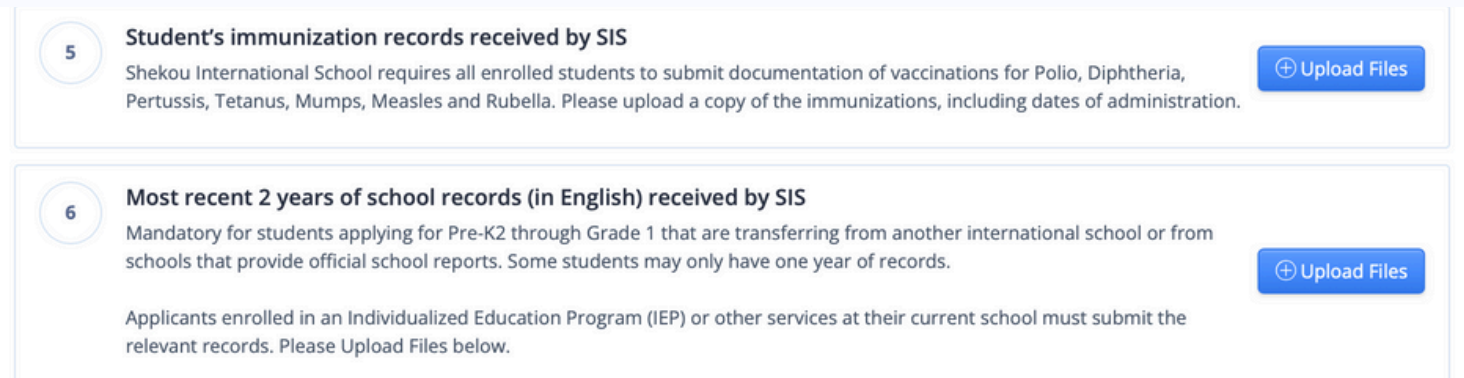 5
Student’s immunization records received by SIS
Shekou International School requires all enrolled students to submit documentation of vaccinations for Polio, Diphtheria,
Pertussis, Tetanus, Mumps, Measles and Rubella. Please upload a copy of the immunizations, including dates of administration.
Upload Files
6
Most recent 2 years of school records (in English) received by SIS
Mandatory for students applying for Pre-K2 through Grade 1 that are transferring from another international school or from
schools that provide official school reports. Some students may only have one year of records.
Applicants enrolled in an Individualized Education Program (IEP) or other services at their current school must submit the
relevant records. Please Upload Files below.
Upload Files